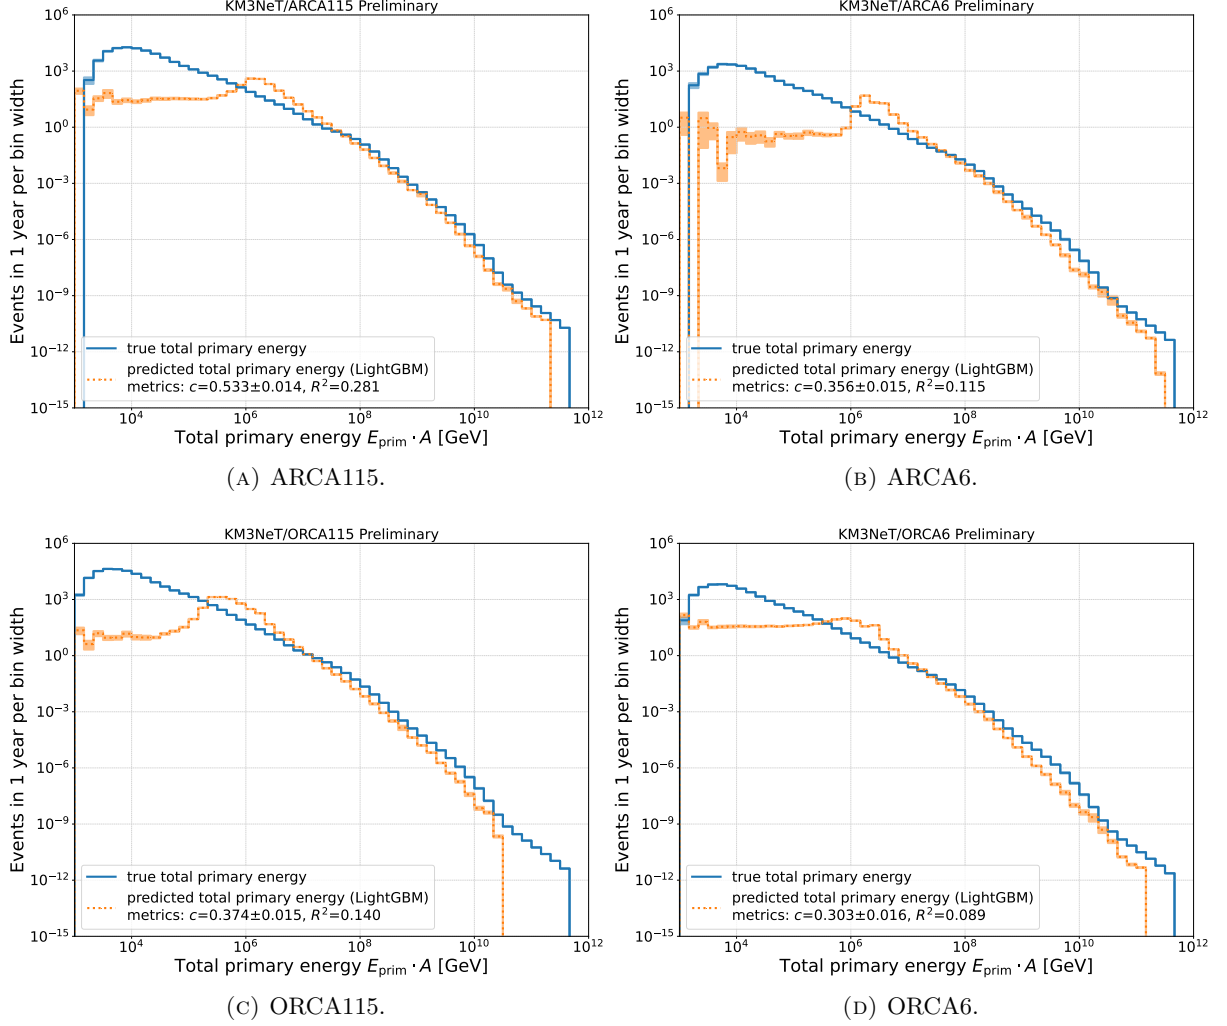 KM3NeT/ARCA115 Preliminary
Events in 1 year per bin width
10^6
10^3
10^0
10^−3
10^−6
10^−9
10^−12
10^−15
true total primary energy
predicted total primary energy (LightGBM)
metrics: c=0.533±0.014, R²=0.281
10^4 10^6 10^8 10^10 10^12
Total primary energy E_prim · A [GeV]
(A) ARCA115.
KM3NeT/ARCA6 Preliminary
Events in 1 year per bin width
10^6
10^3
10^0
10^−3
10^−6
10^−9
10^−12
10^−15
true total primary energy
predicted total primary energy (LightGBM)
metrics: c=0.356±0.015, R²=0.115
10^4 10^6 10^8 10^10 10^12
Total primary energy E_prim · A [GeV]
(B) ARCA6.
KM3NeT/ORCA115 Preliminary
Events in 1 year per bin width
10^6
10^3
10^0
10^−3
10^−6
10^−9
10^−12
10^−15
true total primary energy
predicted total primary energy (LightGBM)
metrics: c=0.374±0.015, R²=0.140
10^4 10^6 10^8 10^10 10^12
Total primary energy E_prim · A [GeV]
(C) ORCA115.
KM3NeT/ORCA6 Preliminary
Events in 1 year per bin width
10^6
10^3
10^0
10^−3
10^−6
10^−9
10^−12
10^−15
true total primary energy
predicted total primary energy (LightGBM)
metrics: c=0.303±0.016, R²=0.089
10^4 10^6 10^8 10^10 10^12
Total primary energy E_prim · A [GeV]
(D) ORCA6.